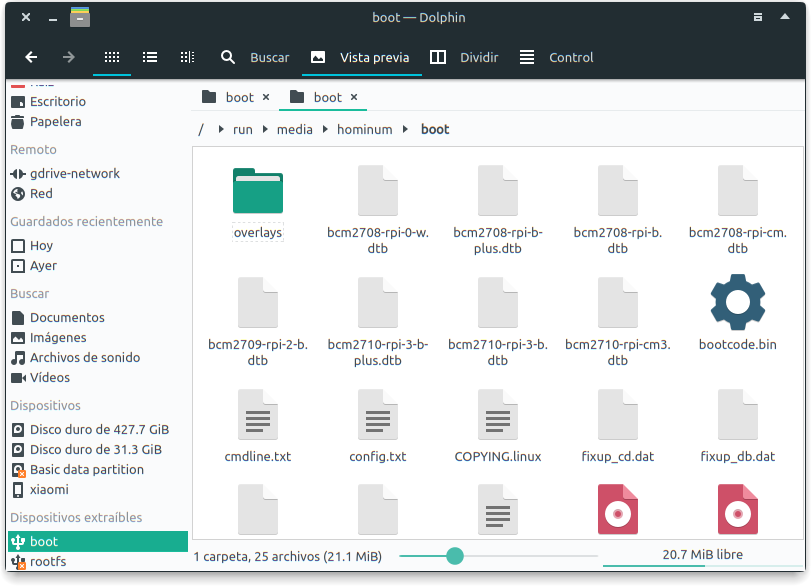 boot — Dolphin
Buscar
Vista previa
Dividir
Control
boot ×
boot ×
/ run media hominum boot
Escritorio
Papelera
Remoto
gdrive-network
Red
Guardados recientemente
Hoy
Ayer
Buscar
Documentos
Imágenes
Archivos de sonido
Vídeos
Dispositivos
Disco duro de 427.7 GiB
Disco duro de 31.3 GiB
Basic data partition
xiaomi
Dispositivos extraíbles
boot
rootfs
overlays
bcm2708-rpi-0-w.
dtb
bcm2708-rpi-b-
plus.dtb
bcm2708-rpi-b.
dtb
bcm2708-rpi-cm.
dtb
bcm2709-rpi-2-b.
dtb
bcm2710-rpi-3-b-
plus.dtb
bcm2710-rpi-3-b.
dtb
bcm2710-rpi-cm3.
dtb
bootcode.bin
cmdline.txt
config.txt
COPYING.linux
fixup_cd.dat
fixup_db.dat
1 carpeta, 25 archivos (21.1 MiB)
20.7 MiB libre